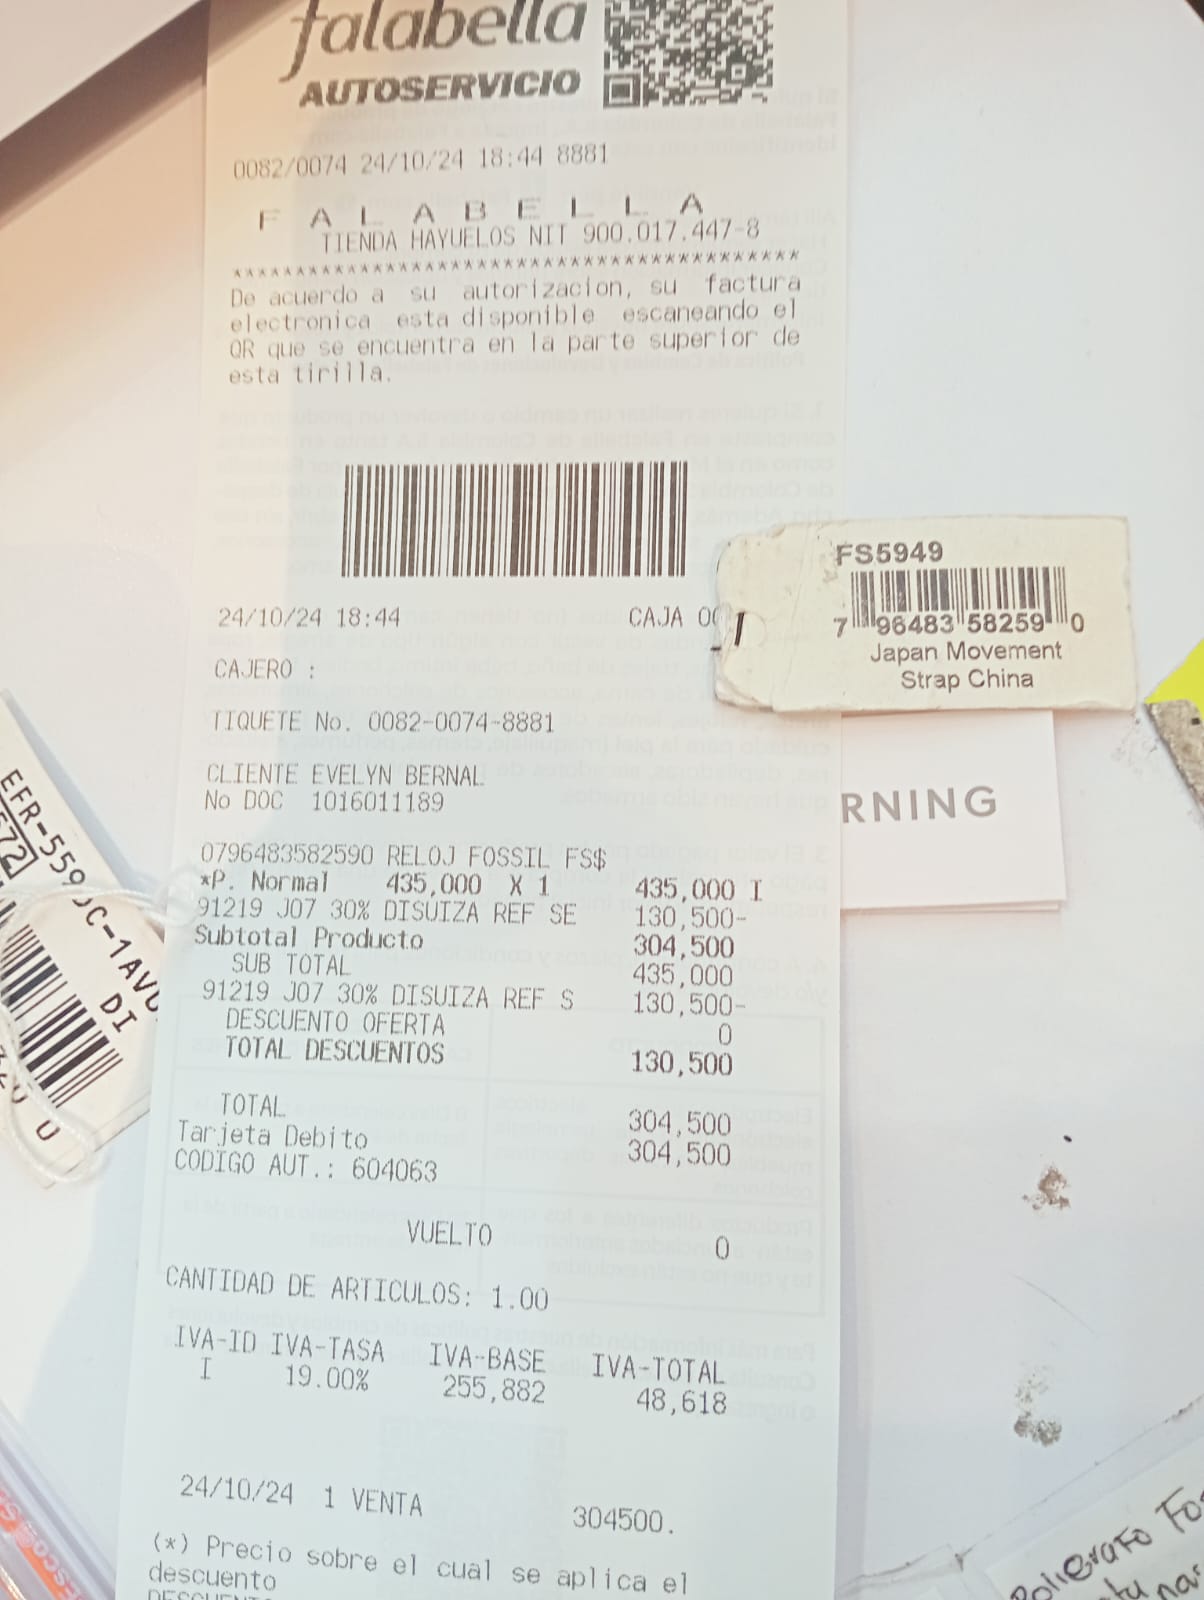 falabella
AUTOSERVICIO
0082/0074 24/10/24 18:44 8881
F A L A B E L L A
TIENDA HAYUELOS NIT 900.017.447-8
******************************************
De acuerdo a su autorizacion, su factura
electronica esta disponible escaneando el
QR que se encuentra en la parte superior de
esta tirilla.
24/10/24 18:44 CAJA 00
CAJERO :
TIQUETE No. 0082-0074-8881
CLIENTE EVELYN BERNAL
No DOC 1016011189
0796483582590 RELOJ FOSSIL FS$
*P. Normal 435,000 X 1 435,000 I
91219 J07 30% DISUIZA REF SE 130,500-
Subtotal Producto 304,500
SUB TOTAL 435,000
91219 J07 30% DISUIZA REF S 130,500-
DESCUENTO OFERTA 0
TOTAL DESCUENTOS 130,500
TOTAL 304,500
Tarjeta Debito 304,500
CODIGO AUT.: 604063
VUELTO 0
CANTIDAD DE ARTICULOS: 1.00
IVA-ID IVA-TASA IVA-BASE IVA-TOTAL
I 19.00% 255,882 48,618
24/10/24 1 VENTA 304500.
(*) Precio sobre el cual se aplica el
descuento
FS5949
7 96483 58259 0
Japan Movement
Strap China
RNING
DI